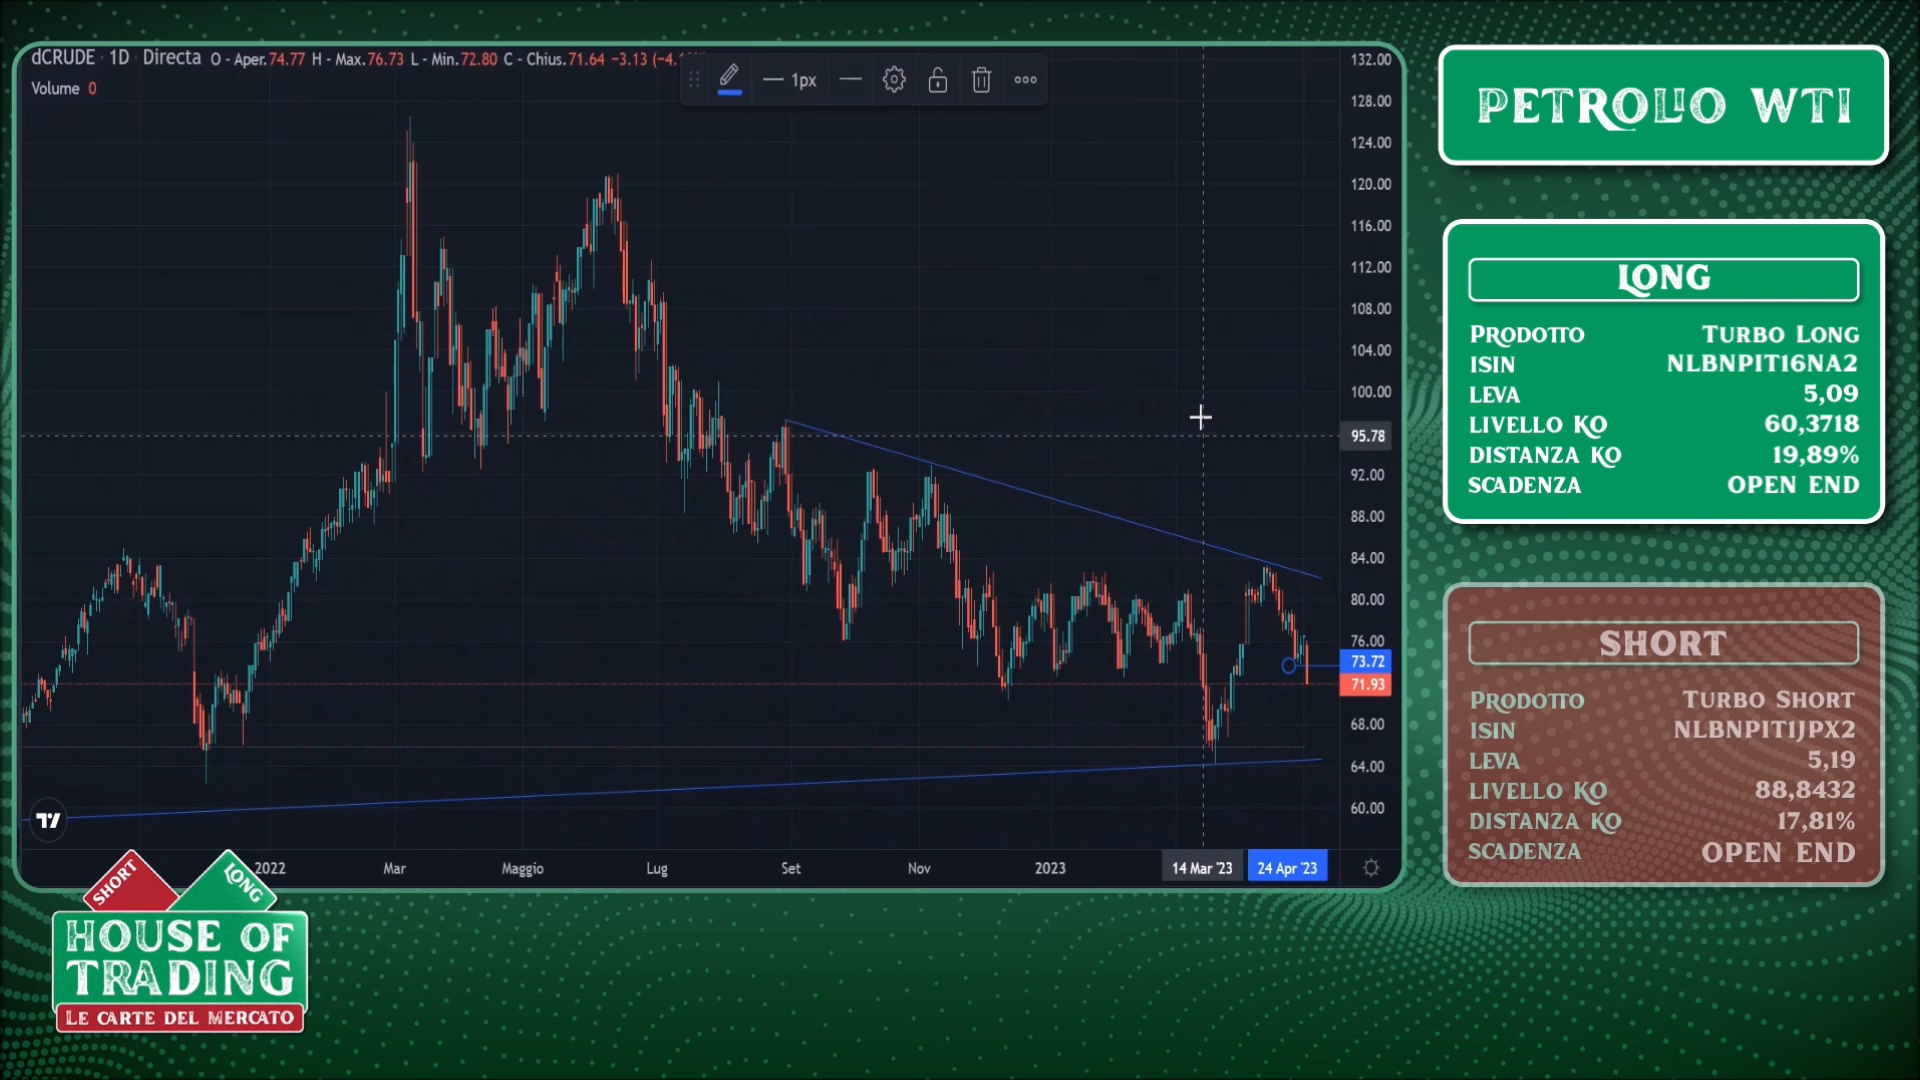 dCRUDE · 1D · Directa O - Aper.74.77 H - Max.76.73 L - Min.72.80 C - Chius.71.64 −3.13
Volume 0
1px
132.00
128.00
124.00
120.00
116.00
112.00
108.00
104.00
100.00
95.78
92.00
88.00
84.00
80.00
76.00
73.72
71.93
68.00
64.00
60.00
2022 Mar Maggio Lug Set Nov 2023 14 Mar '23 24 Apr '23
PETROLIO WTI
LONG
PRODOTTO TURBO LONG
ISIN NLBNPIT16NA2
LEVA 5,09
LIVELLO KO 60,3718
DISTANZA KO 19,89%
SCADENZA OPEN END
SHORT
PRODOTTO TURBO SHORT
ISIN NLBNPIT1JPX2
LEVA 5,19
LIVELLO KO 88,8432
DISTANZA KO 17,81%
SCADENZA OPEN END
SHORT LONG
HOUSE OF
TRADING
LE CARTE DEL MERCATO